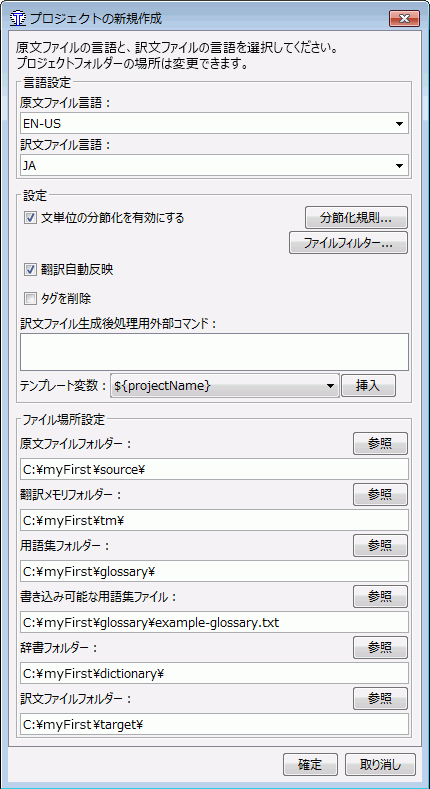 プロジェクトの新規作成
原文ファイルの言語と、訳文ファイルの言語を選択してください。
プロジェクトフォルダーの場所は変更できます。
言語設定
原文ファイル言語：
EN-US
訳文ファイル言語：
JA
設定
文単位の分節化を有効にする
分節化規則...
ファイルフィルター...
翻訳自動反映
タグを削除
訳文ファイル生成後処理用外部コマンド：
テンプレート変数： ${projectName} 挿入
ファイル場所設定
原文ファイルフォルダー： 参照
C:¥myFirst¥source¥
翻訳メモリフォルダー： 参照
C:¥myFirst¥tm¥
用語集フォルダー： 参照
C:¥myFirst¥glossary¥
書き込み可能な用語集ファイル： 参照
C:¥myFirst¥glossary¥example-glossary.txt
辞書フォルダー： 参照
C:¥myFirst¥dictionary¥
訳文ファイルフォルダー： 参照
C:¥myFirst¥target¥
確定 取り消し